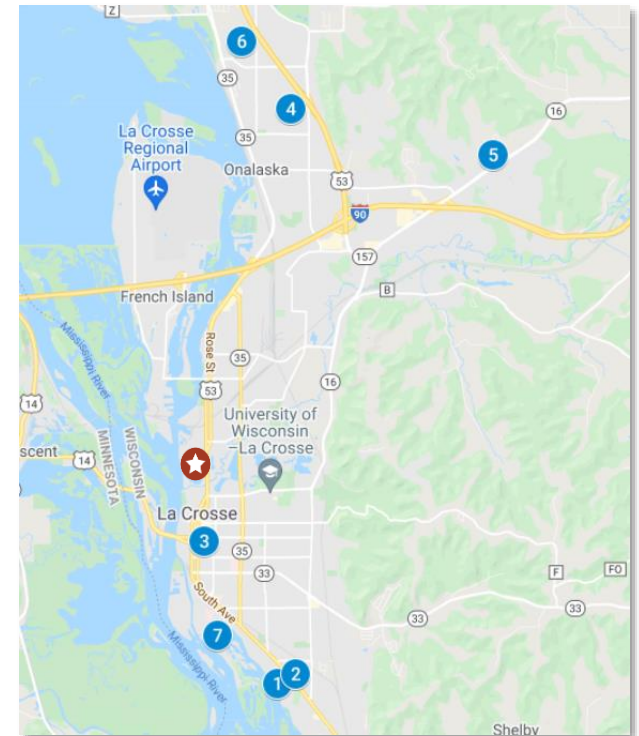 Z
6
35
4
16
La Crosse
Regional
Airport
35
5
Onalaska
53
90
157
B
French Island
Mississippi River
Rose St
35
16
53
14
University of
Wisconsin
–La Crosse
scent
14
MINNESOTA
WISCONSIN
La Crosse
3
35
33
F
FO
South Ave
33
33
7
Mississippi River
1
2
Shelby